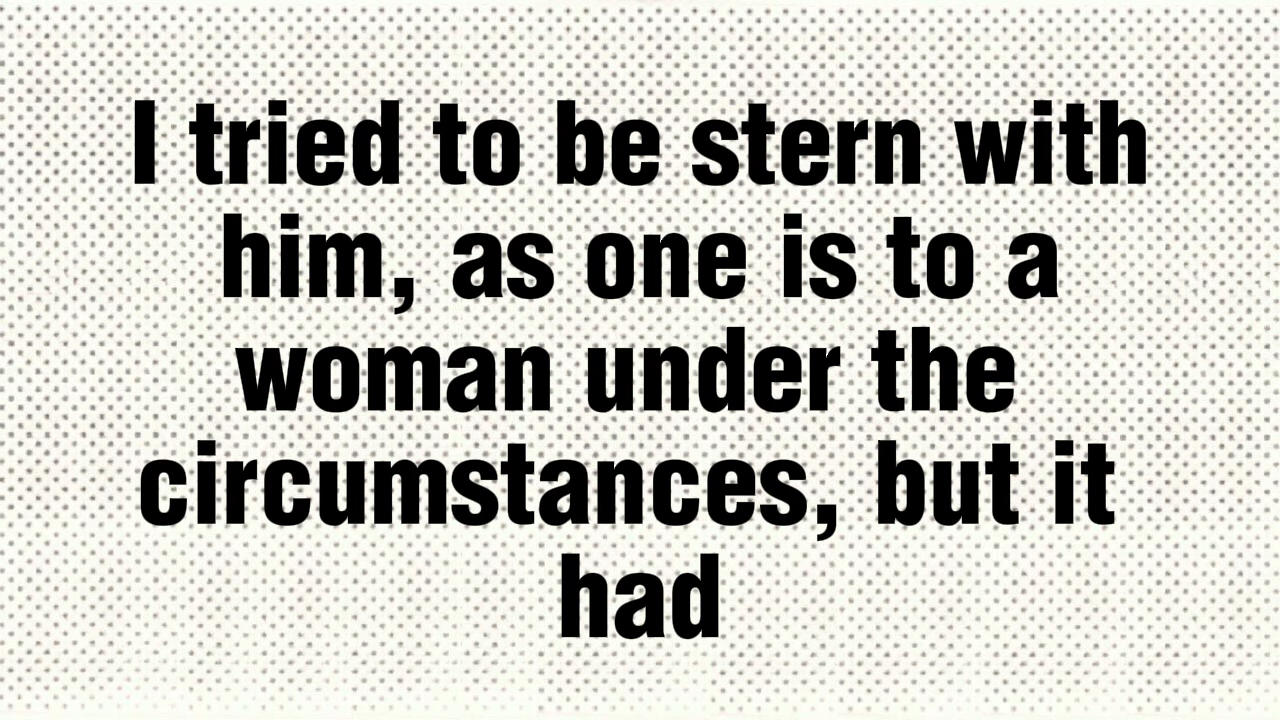 I tried to be stern with
him, as one is to a
woman under the
circumstances, but it
had